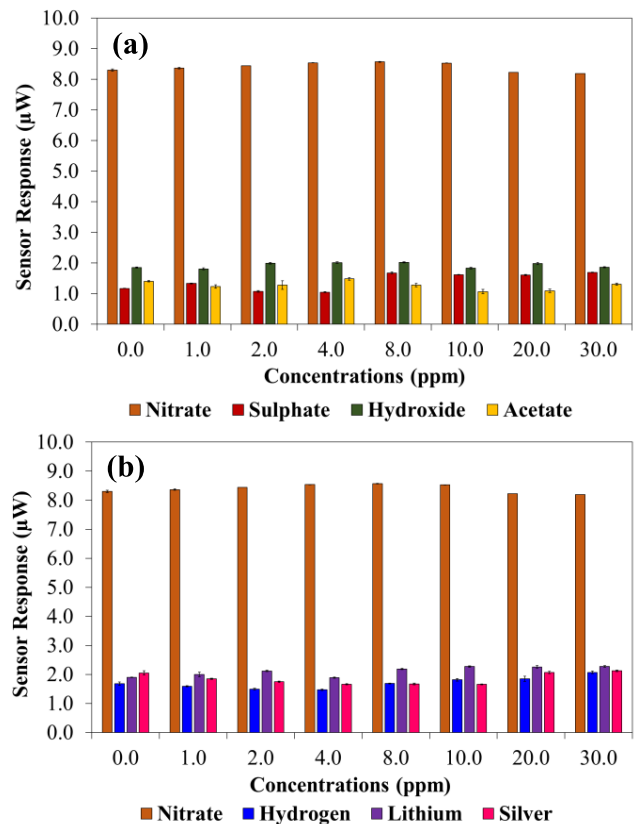 (a)
Sensor Response (µW)
10.0
9.0
8.0
7.0
6.0
5.0
4.0
3.0
2.0
1.0
0.0
0.0 1.0 2.0 4.0 8.0 10.0 20.0 30.0
Concentrations (ppm)
Nitrate Sulphate Hydroxide Acetate
(b)
Sensor Response (µW)
10.0
9.0
8.0
7.0
6.0
5.0
4.0
3.0
2.0
1.0
0.0
0.0 1.0 2.0 4.0 8.0 10.0 20.0 30.0
Concentrations (ppm)
Nitrate Hydrogen Lithium Silver